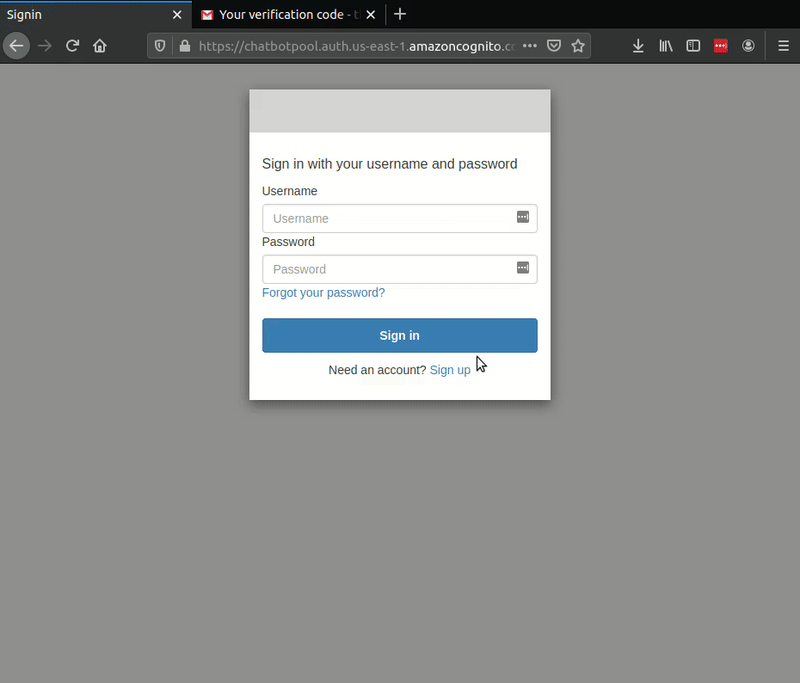 Signin
Your verification code - t
https://chatbotpool.auth.us-east-1.amazoncognito.c
Sign in with your username and password
Username
Username
Password
Password
Forgot your password?
Sign in
Need an account? Sign up